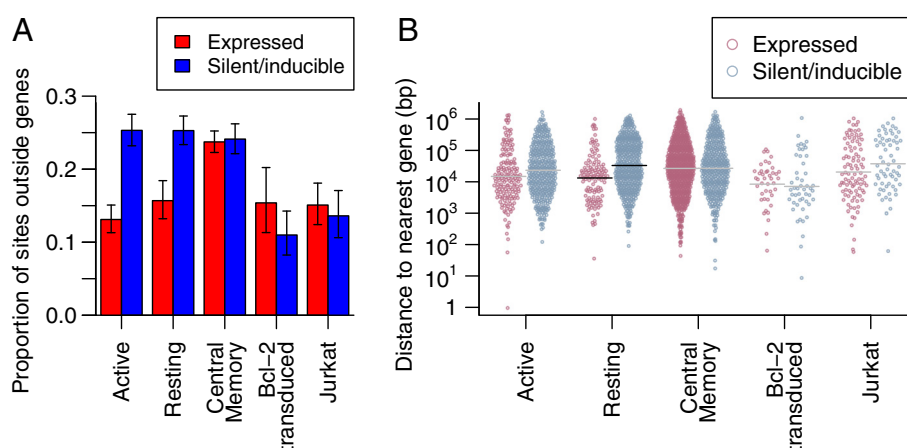 A
Expressed
Silent/inducible
Proportion of sites outside genes
0.3
0.2
0.1
0.0
Active
Resting
Central
Memory
Bcl−2
transduced
Jurkat
B
Expressed
Silent/inducible
Distance to nearest gene (bp)
10⁶
10⁵
10⁴
10³
10²
10¹
1
Active
Resting
Central
Memory
Bcl−2
transduced
Jurkat